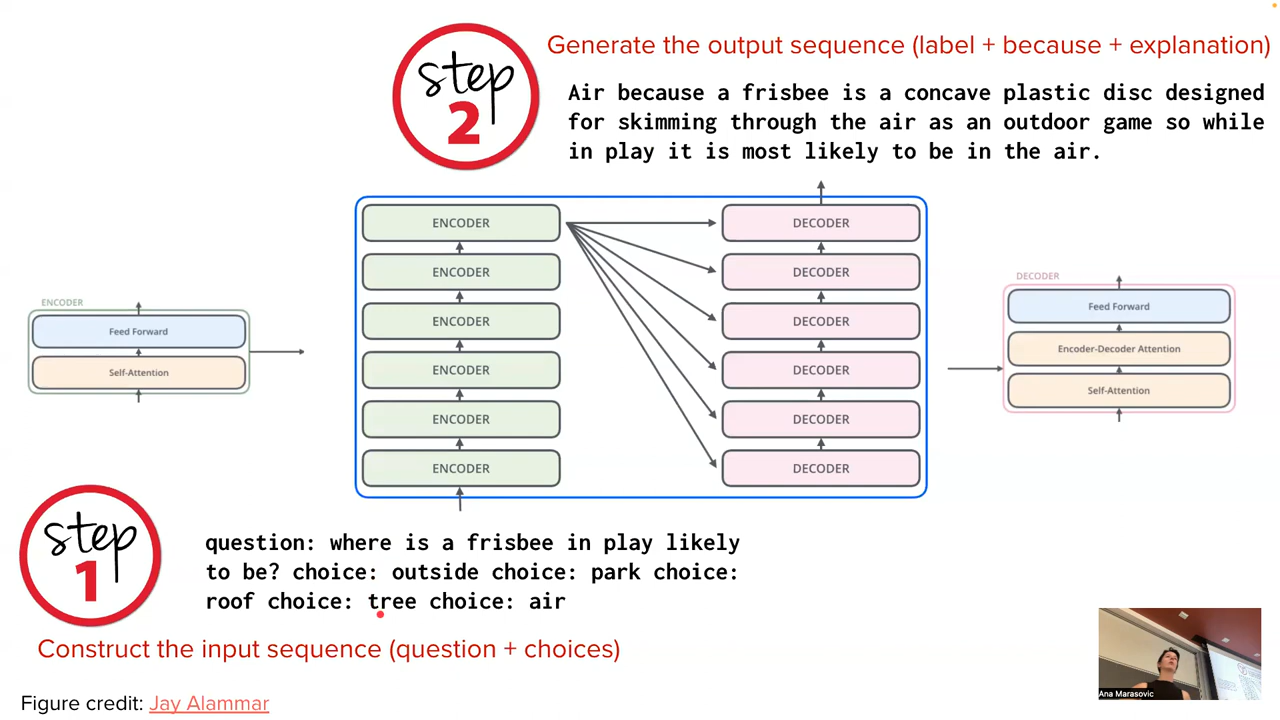 step
2
Generate the output sequence (label + because + explanation)
Air because a frisbee is a concave plastic disc designed
for skimming through the air as an outdoor game so while
in play it is most likely to be in the air.
ENCODER
ENCODER
ENCODER
ENCODER
ENCODER
ENCODER
DECODER
DECODER
DECODER
DECODER
DECODER
DECODER
ENCODER
Feed Forward
Self-Attention
DECODER
Feed Forward
Encoder-Decoder Attention
Self-Attention
step
1
question: where is a frisbee in play likely
to be? choice: outside choice: park choice:
roof choice: tree choice: air
Construct the input sequence (question + choices)
Figure credit: Jay Alammar
Ana Marasovic